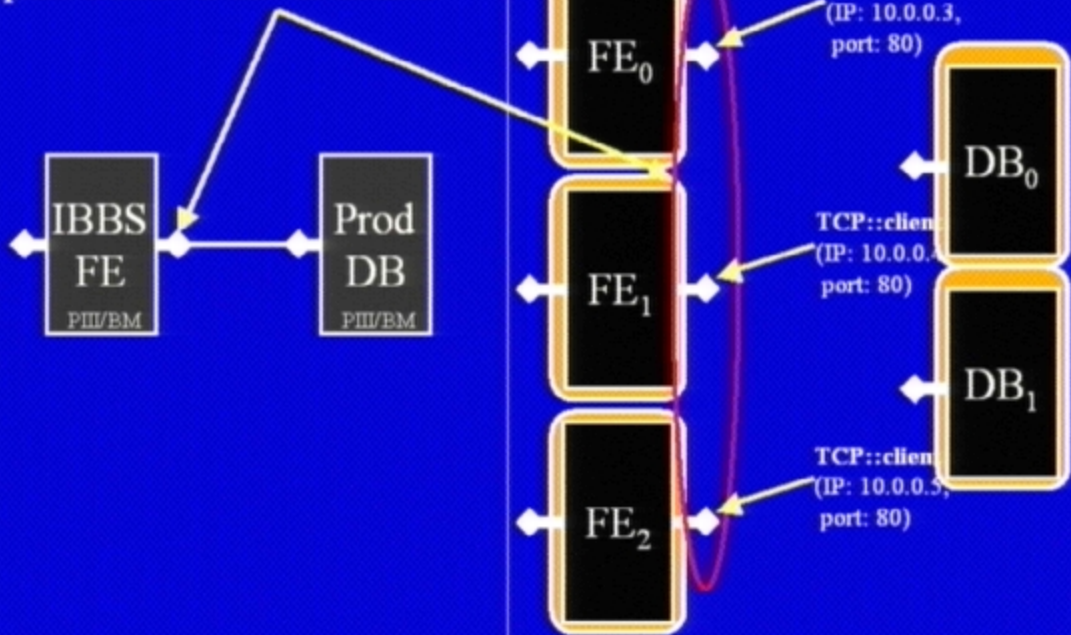 (IP: 10.0.0.3,
port: 80)
FE0
DB0
IBBS
FE
PIII/BM
Prod
DB
PIII/BM
TCP::clien
(IP: 10.0.0.4
port: 80)
FE1
DB1
TCP::clien
(IP: 10.0.0.5,
port: 80)
FE2